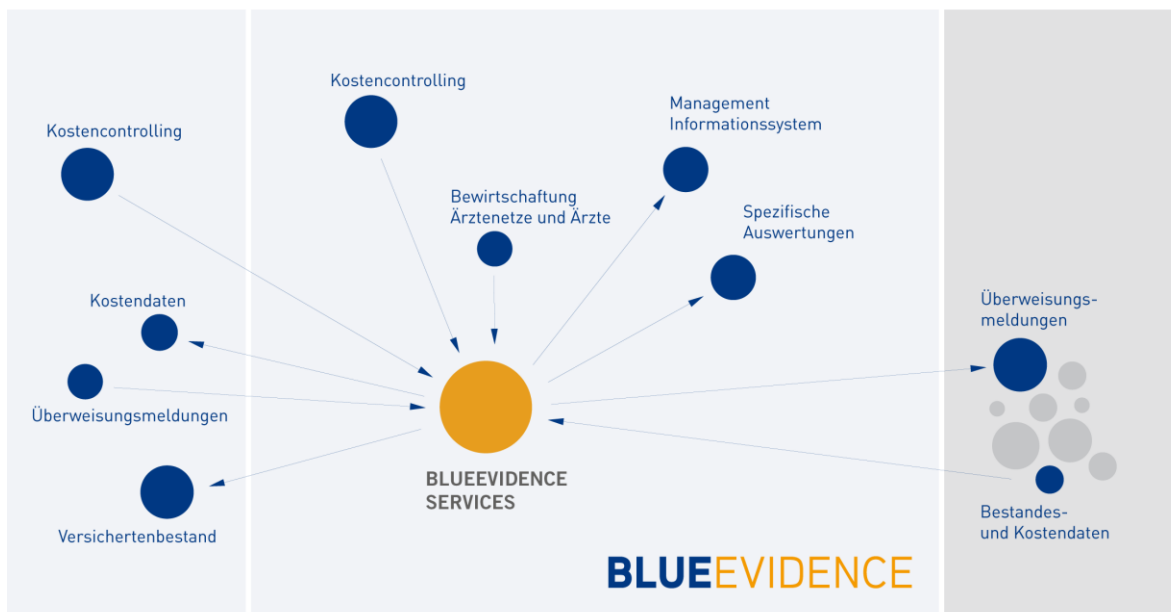 Kostencontrolling
Kostendaten
Überweisungsmeldungen
Versichertenbestand
Kostencontrolling
Bewirtschaftung
Ärztenetze und Ärzte
Management
Informationssystem
Spezifische
Auswertungen
BLUEEVIDENCE
SERVICES
Überweisungs-
meldungen
Bestandes-
und Kostendaten
BLUEEVIDENCE